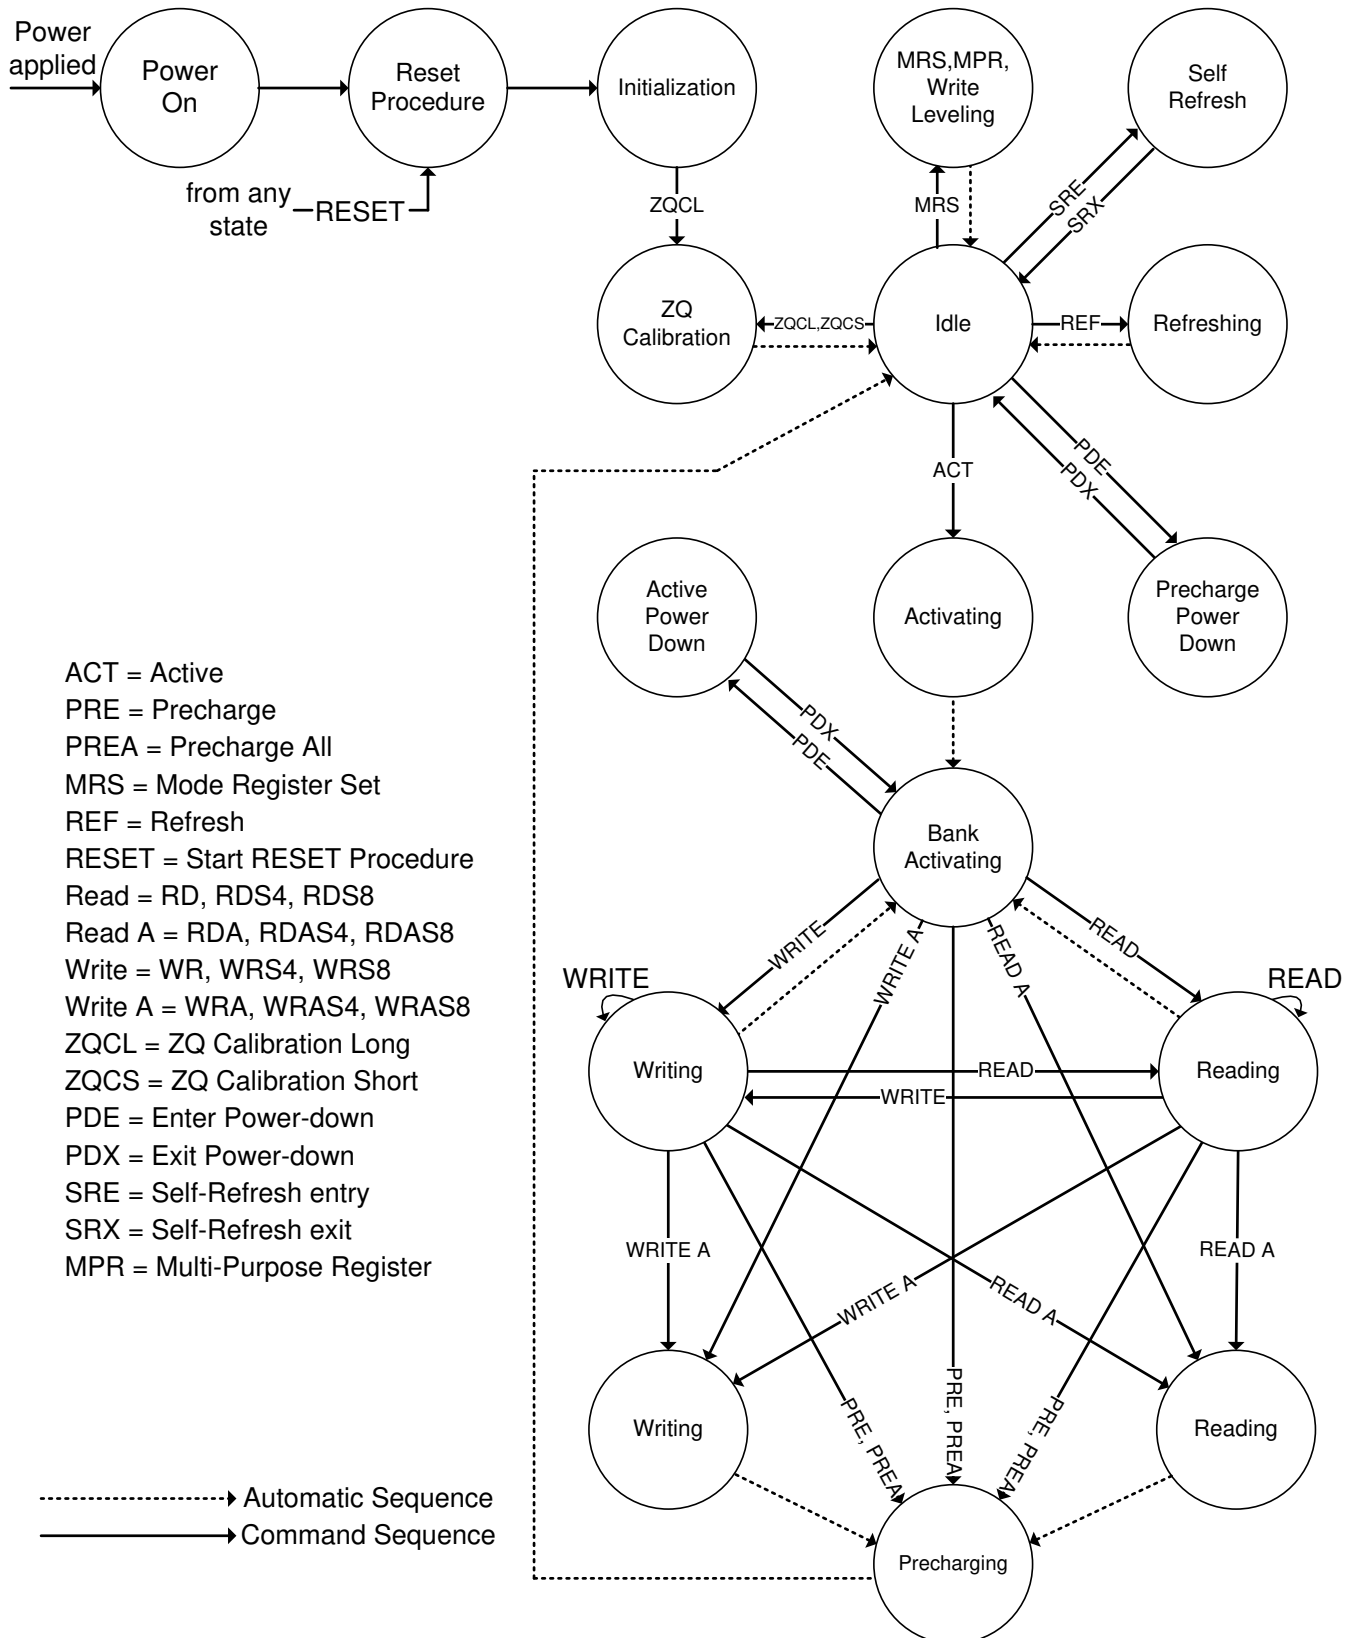 Power
applied
Power
On
Reset
Procedure
Initialization
MRS,MPR,
Write
Leveling
Self
Refresh
from any
state
RESET
ZQCL
MRS
SRE
SRX
ZQ
Calibration
ZQCL,ZQCS
Idle
REF
Refreshing
ACT
PDE
PDX
Active
Power
Down
Activating
Precharge
Power
Down
PDX
PDE
Bank
Activating
ACT = Active
PRE = Precharge
PREA = Precharge All
MRS = Mode Register Set
REF = Refresh
RESET = Start RESET Procedure
Read = RD, RDS4, RDS8
Read A = RDA, RDAS4, RDAS8
Write = WR, WRS4, WRS8
Write A = WRA, WRAS4, WRAS8
ZQCL = ZQ Calibration Long
ZQCS = ZQ Calibration Short
PDE = Enter Power-down
PDX = Exit Power-down
SRE = Self-Refresh entry
SRX = Self-Refresh exit
MPR = Multi-Purpose Register
WRITE
WRITE A
READ A
READ
WRITE
READ
Writing
READ
WRITE
Reading
WRITE A
READ A
WRITE A
READ A
PRE, PREA
PRE, PREA
PRE, PREA
Writing
Reading
Precharging
Automatic Sequence
Command Sequence